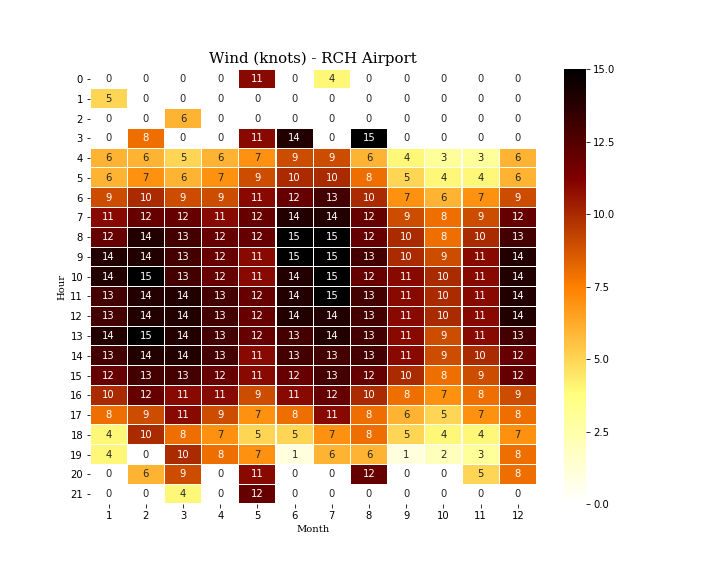 Wind (knots) - RCH Airport
0 0 0 0 0 11 0 4 0 0 0 0 0 15.0
1 5 0 0 0 0 0 0 0 0 0 0 0
2 0 0 6 0 0 0 0 0 0 0 0 0
3 0 8 0 0 11 14 0 15 0 0 0 0 12.5
4 6 6 5 6 7 9 9 6 4 3 3 6
5 6 7 6 7 9 10 10 8 5 4 4 6
6 9 10 9 9 11 12 13 10 7 6 7 9
7 11 12 12 11 12 14 14 12 9 8 9 12 10.0
8 12 14 13 12 12 15 15 12 10 8 10 13
9 14 14 13 12 11 15 15 13 10 9 11 14
10 14 15 13 12 11 14 15 12 11 10 11 14
Hour
11 13 14 14 13 12 14 15 13 11 10 11 14 7.5
12 13 14 14 13 12 14 14 13 11 10 11 14
13 14 15 14 13 12 13 14 13 11 9 11 13
14 13 14 14 13 11 13 13 13 11 9 10 12
15 12 13 13 12 11 12 13 12 10 8 9 12 5.0
16 10 12 11 11 9 11 12 10 8 7 8 9
17 8 9 11 9 7 8 11 8 6 5 7 8
18 4 10 8 7 5 5 7 8 5 4 4 7 2.5
19 4 0 10 8 7 1 6 6 1 2 3 8
20 0 6 9 0 11 0 0 12 0 0 5 8
21 0 0 4 0 12 0 0 0 0 0 0 0 0.0
1 2 3 4 5 6 7 8 9 10 11 12
Month